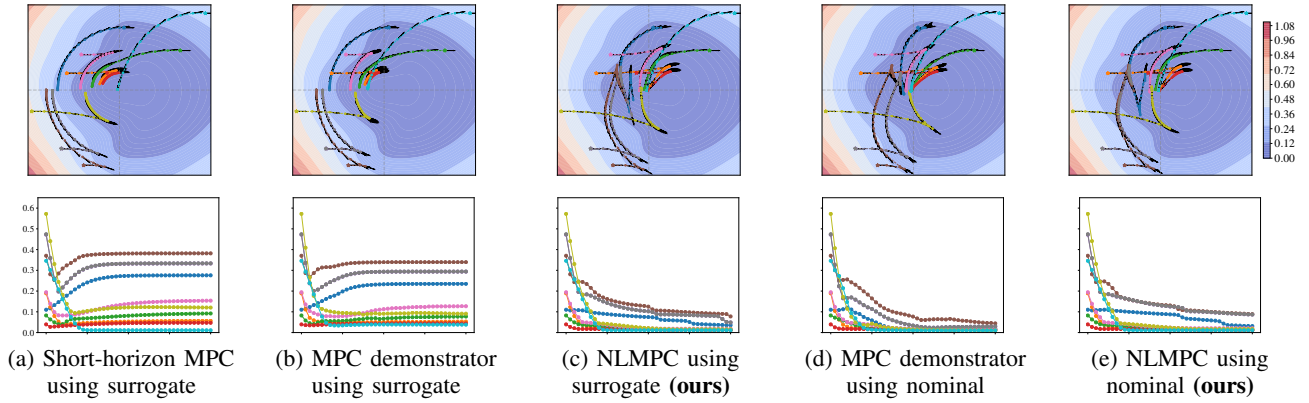 1.08
0.96
0.84
0.72
0.60
0.48
0.36
0.24
0.12
0.00
0.6
0.5
0.4
0.3
0.2
0.1
0.0
(a) Short-horizon MPC
using surrogate
(b) MPC demonstrator
using surrogate
(c) NLMPC using
surrogate (ours)
(d) MPC demonstrator
using nominal
(e) NLMPC using
nominal (ours)